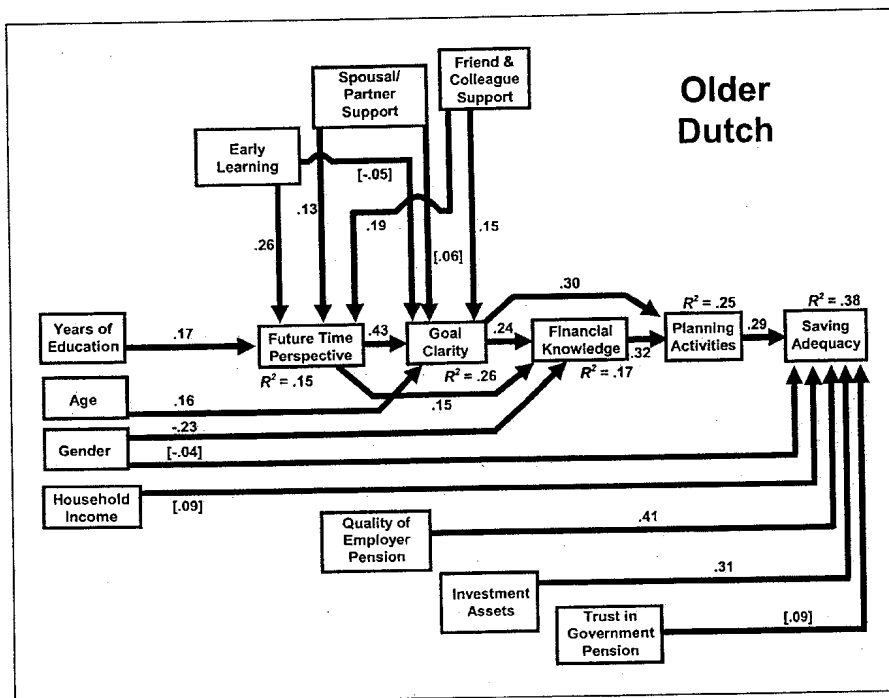 Older
Dutch
Friend &
Colleague
Support
Spousal/
Partner
Support
Early
Learning
[-.05]
.13
.19
.15
.26
[.06]
.30
R² = .25
R² = .38
Years of
Education
.17
Future Time
Perspective
.43
Goal
Clarity
.24
Financial
Knowledge
.32
Planning
Activities
.29
Saving
Adequacy
R² = .15
R² = .26
R² = .17
Age
.16
.15
-.23
Gender
[-.04]
Household
Income
[.09]
Quality of
Employer
Pension
.41
Investment
Assets
.31
Trust in
Government
Pension
[.09]